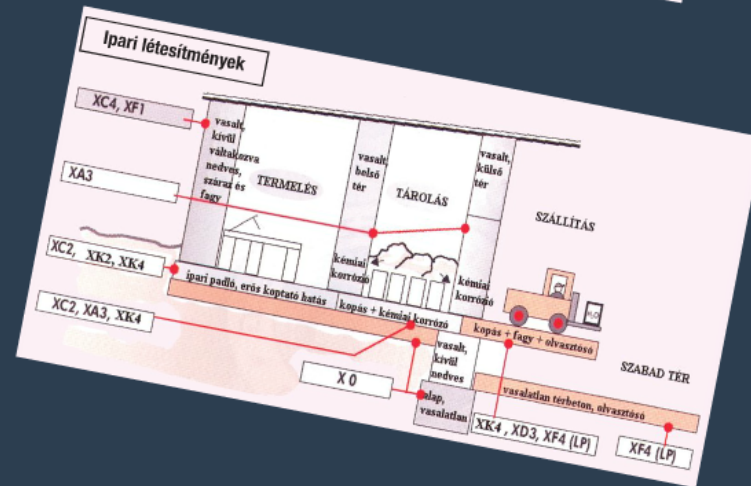 Ipari létesítmények
XC4, XF1
vasalt,
kívül
váltakozva
nedves,
száraz és
fagy
TERMELÉS
vasalt,
belső
tér
TÁROLÁS
vasalt,
külső
tér
SZÁLLÍTÁS
XA3
kémiai
korrózió
kémiai
korrózió
XC2, XK2, XK4
ipari padló, erős koptató hatás
kopás + kémiai korrózó
kopás + fagy + olvasztósó
XC2, XA3, XK4
vasalt,
kívül
nedves
SZABAD TÉR
X 0
alap,
vasalatlan
vasalatlan térbeton, olvasztósó
XK4 , XD3, XF4 (LP)
XF4 (LP)